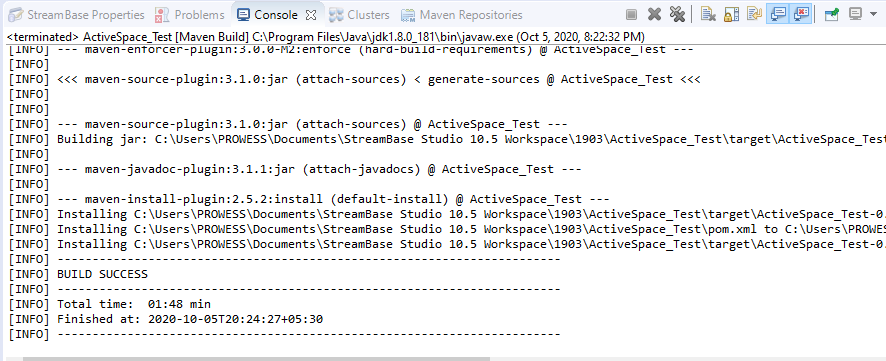 StreamBase Properties Problems Console Clusters Maven Repositories
<terminated> ActiveSpace_Test [Maven Build] C:\Program Files\Java\jdk1.8.0_181\bin\javaw.exe (Oct 5, 2020, 8:22:32 PM)
[INFO] --- maven-enforcer-plugin:3.0.0-M2:enforce (hard-build-requirements) @ ActiveSpace_Test ---
[INFO]
[INFO] <<< maven-source-plugin:3.1.0:jar (attach-sources) < generate-sources @ ActiveSpace_Test <<<
[INFO]
[INFO]
[INFO] --- maven-source-plugin:3.1.0:jar (attach-sources) @ ActiveSpace_Test ---
[INFO] Building jar: C:\Users\PROWESS\Documents\StreamBase Studio 10.5 Workspace\1903\ActiveSpace_Test\target\ActiveSpace_Test
[INFO]
[INFO] --- maven-javadoc-plugin:3.1.1:jar (attach-javadocs) @ ActiveSpace_Test ---
[INFO]
[INFO] --- maven-install-plugin:2.5.2:install (default-install) @ ActiveSpace_Test ---
[INFO] Installing C:\Users\PROWESS\Documents\StreamBase Studio 10.5 Workspace\1903\ActiveSpace_Test\target\ActiveSpace_Test-0.
[INFO] Installing C:\Users\PROWESS\Documents\StreamBase Studio 10.5 Workspace\1903\ActiveSpace_Test\pom.xml to C:\Users\PROWESS
[INFO] Installing C:\Users\PROWESS\Documents\StreamBase Studio 10.5 Workspace\1903\ActiveSpace_Test\target\ActiveSpace_Test-0.
[INFO] ------------------------------------------------------------------------
[INFO] BUILD SUCCESS
[INFO] ------------------------------------------------------------------------
[INFO] Total time:  01:48 min
[INFO] Finished at: 2020-10-05T20:24:27+05:30
[INFO] ------------------------------------------------------------------------